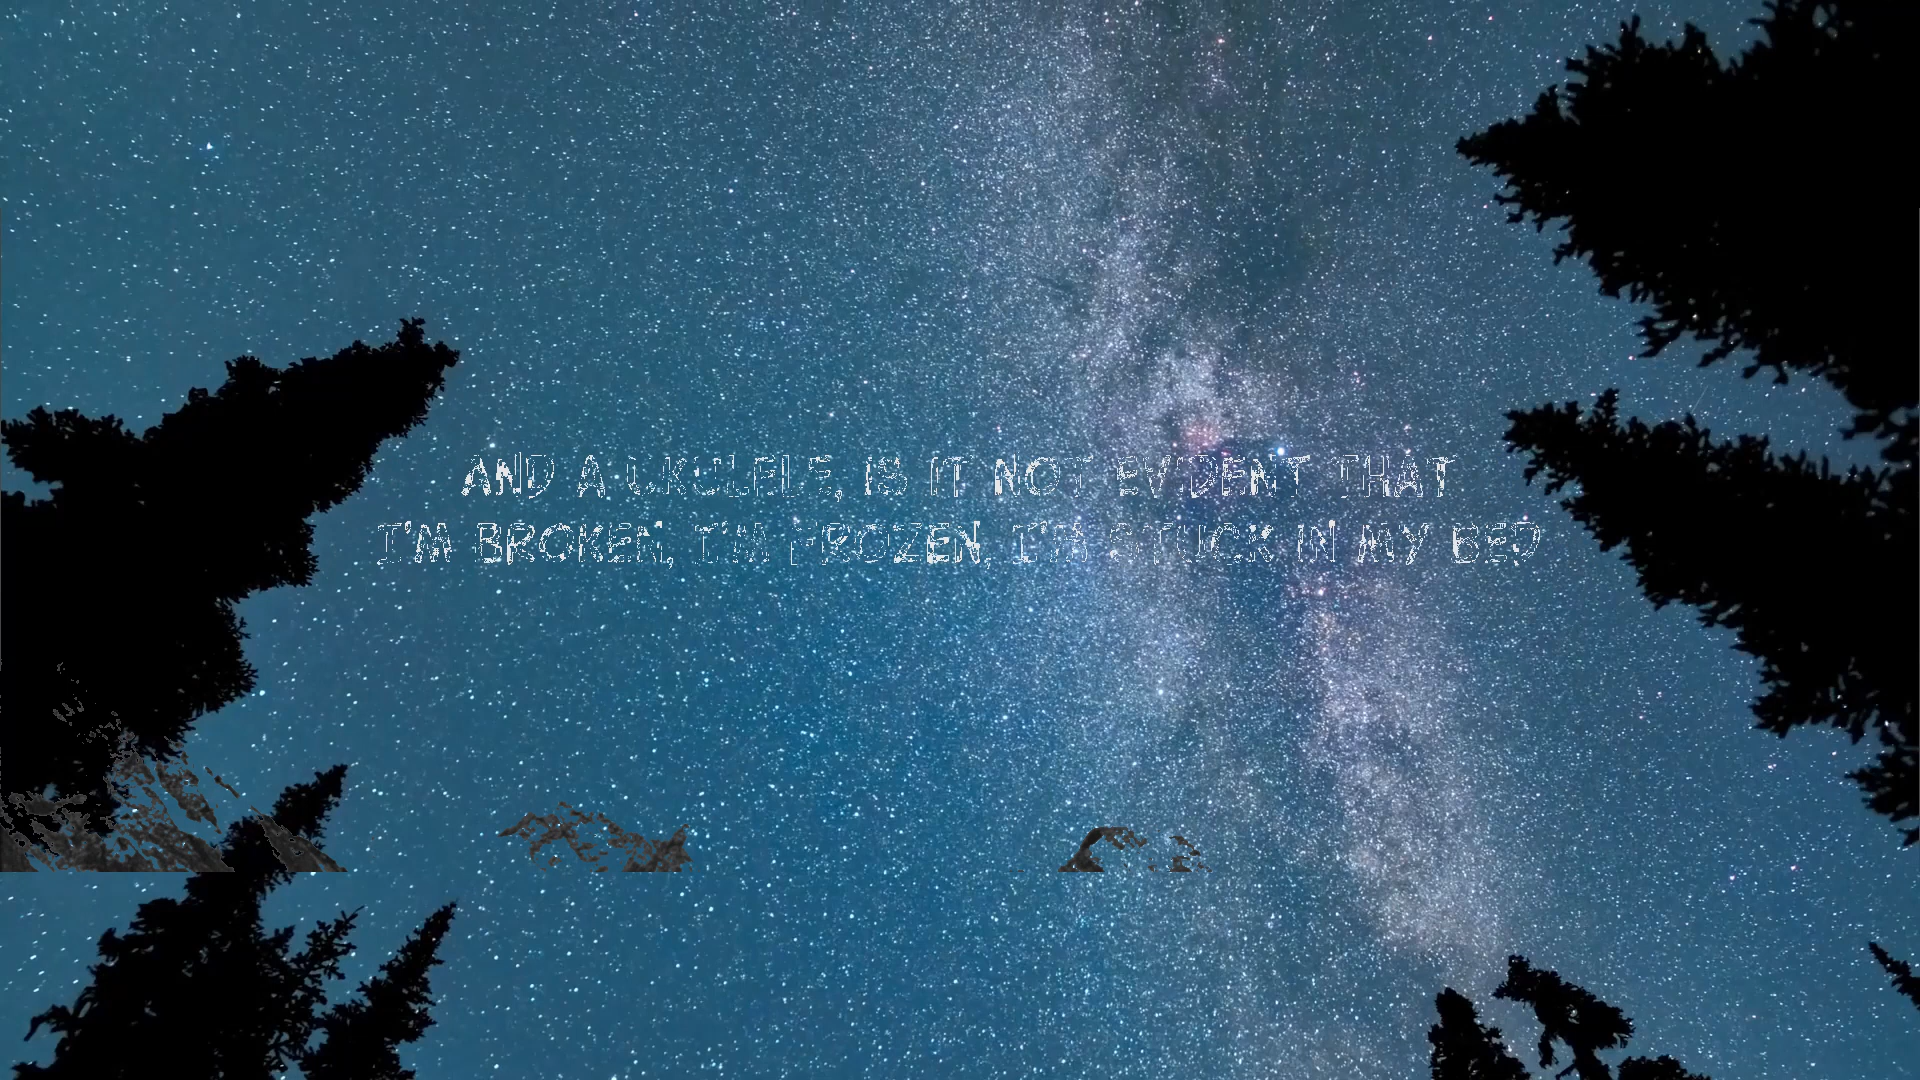 AND A UKULELE, IS IT NOT EVIDENT THAT
I'M BROKEN, I'M FROZEN, I'M STUCK IN MY BED